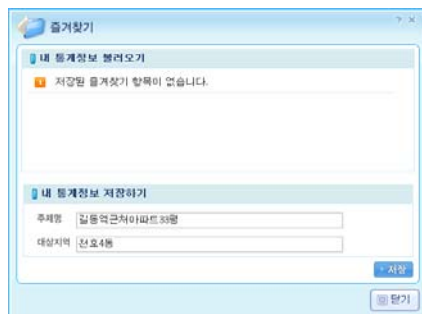 즐겨찾기
? ×
내 통계정보 불러오기
저장된 즐겨찾기 항목이 없습니다.
내 통계정보 저장하기
주제명 길동역근처아파트33평
대상지역 천호4동
저장
닫기